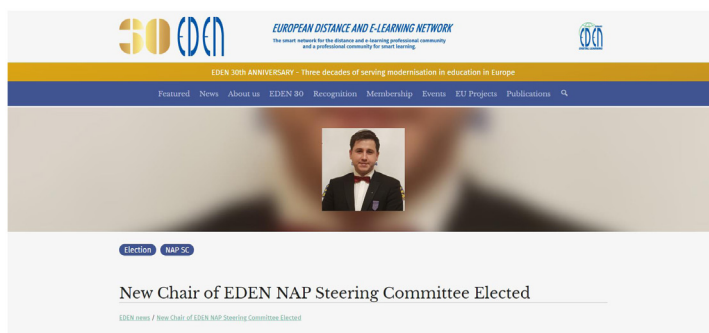 30 EDEN
EUROPEAN DISTANCE AND E-LEARNING NETWORK
The smart network for the distance and e-learning professional community
and a professional community for smart learning.
EDEN
EDEN 30th ANNIVERSARY - Three decades of serving modernisation in education in Europe
Featured News About us EDEN 30 Recognition Membership Events EU Projects Publications
Election NAP SC
New Chair of EDEN NAP Steering Committee Elected
EDEN news / New Chair of EDEN NAP Steering Committee Elected